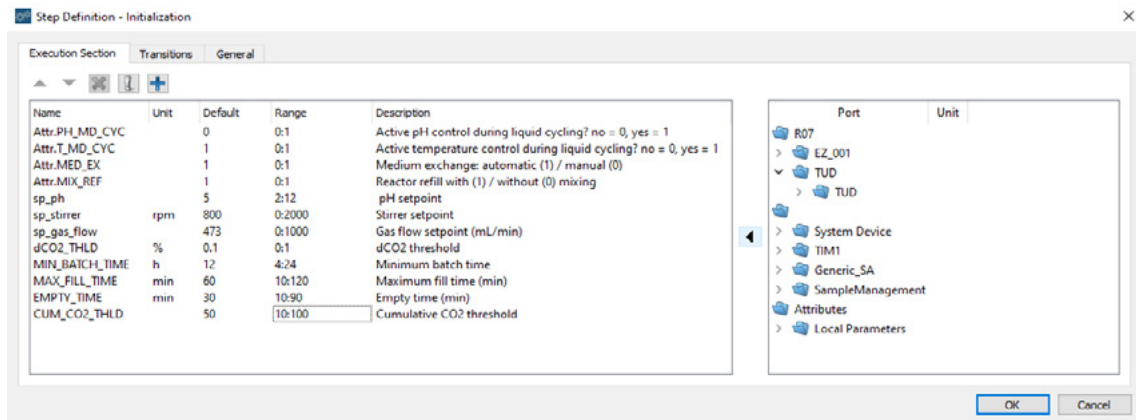 Step Definition - Initialization
Execution Section Transitions General
Name Unit Default Range Description
Attr.PH_MD_CYC 0 0:1 Active pH control during liquid cycling? no = 0, yes = 1
Attr.T_MD_CYC 1 0:1 Active temperature control during liquid cycling? no = 0, yes = 1
Attr.MED_EX 1 0:1 Medium exchange: automatic (1) / manual (0)
Attr.MIX_REF 1 0:1 Reactor refill with (1) / without (0) mixing
sp_ph 5 2:12 pH setpoint
sp_stirrer rpm 800 0:2000 Stirrer setpoint
sp_gas_flow 473 0:1000 Gas flow setpoint (mL/min)
dCO2_THLD % 0.1 0:1 dCO2 threshold
MIN_BATCH_TIME h 12 4:24 Minimum batch time
MAX_FILL_TIME min 60 10:120 Maximum fill time (min)
EMPTY_TIME min 30 10:90 Empty time (min)
CUM_CO2_THLD 50 10:100 Cumulative CO2 threshold
Port Unit
R07
EZ_001
TUD
TUD
System Device
TIM1
Generic_SA
SampleManagement
Attributes
Local Parameters
OK Cancel